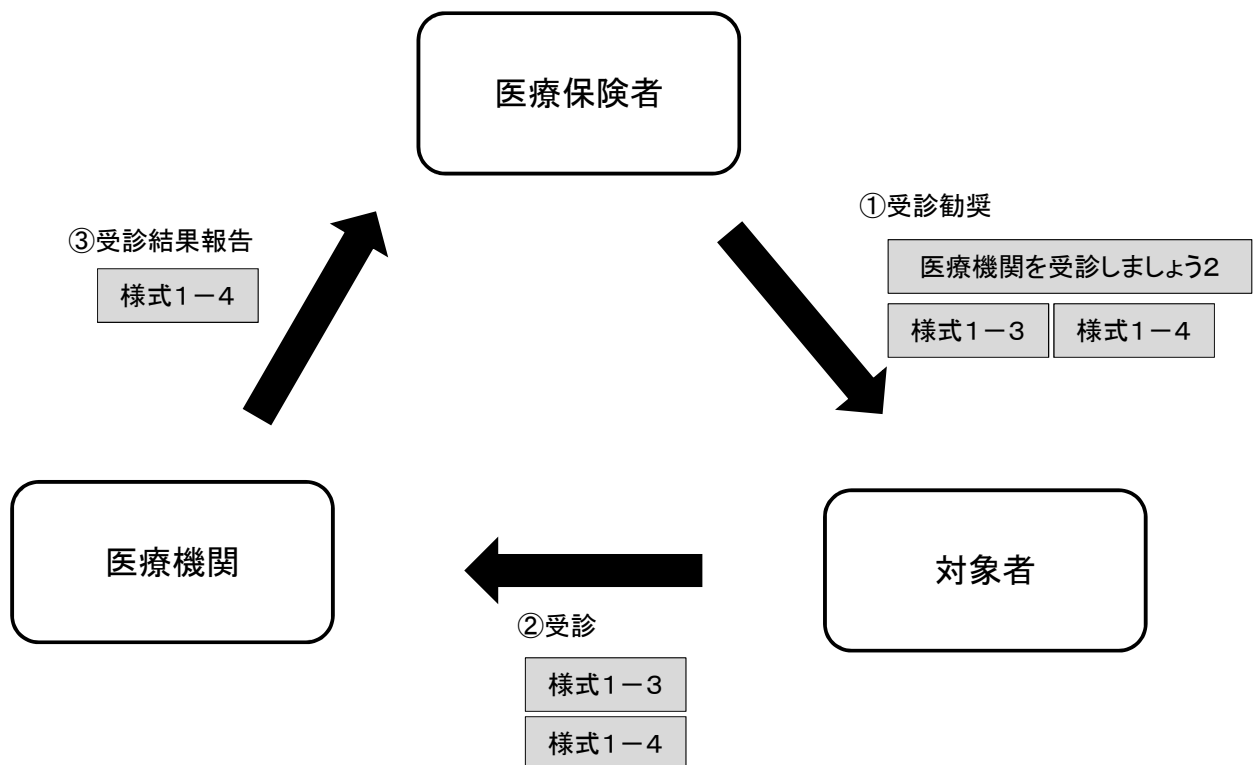 医療保険者
①受診勧奨
医療機関を受診しましょう2
様式1－3
様式1－4
③受診結果報告
様式1－4
医療機関
対象者
②受診
様式1－3
様式1－4